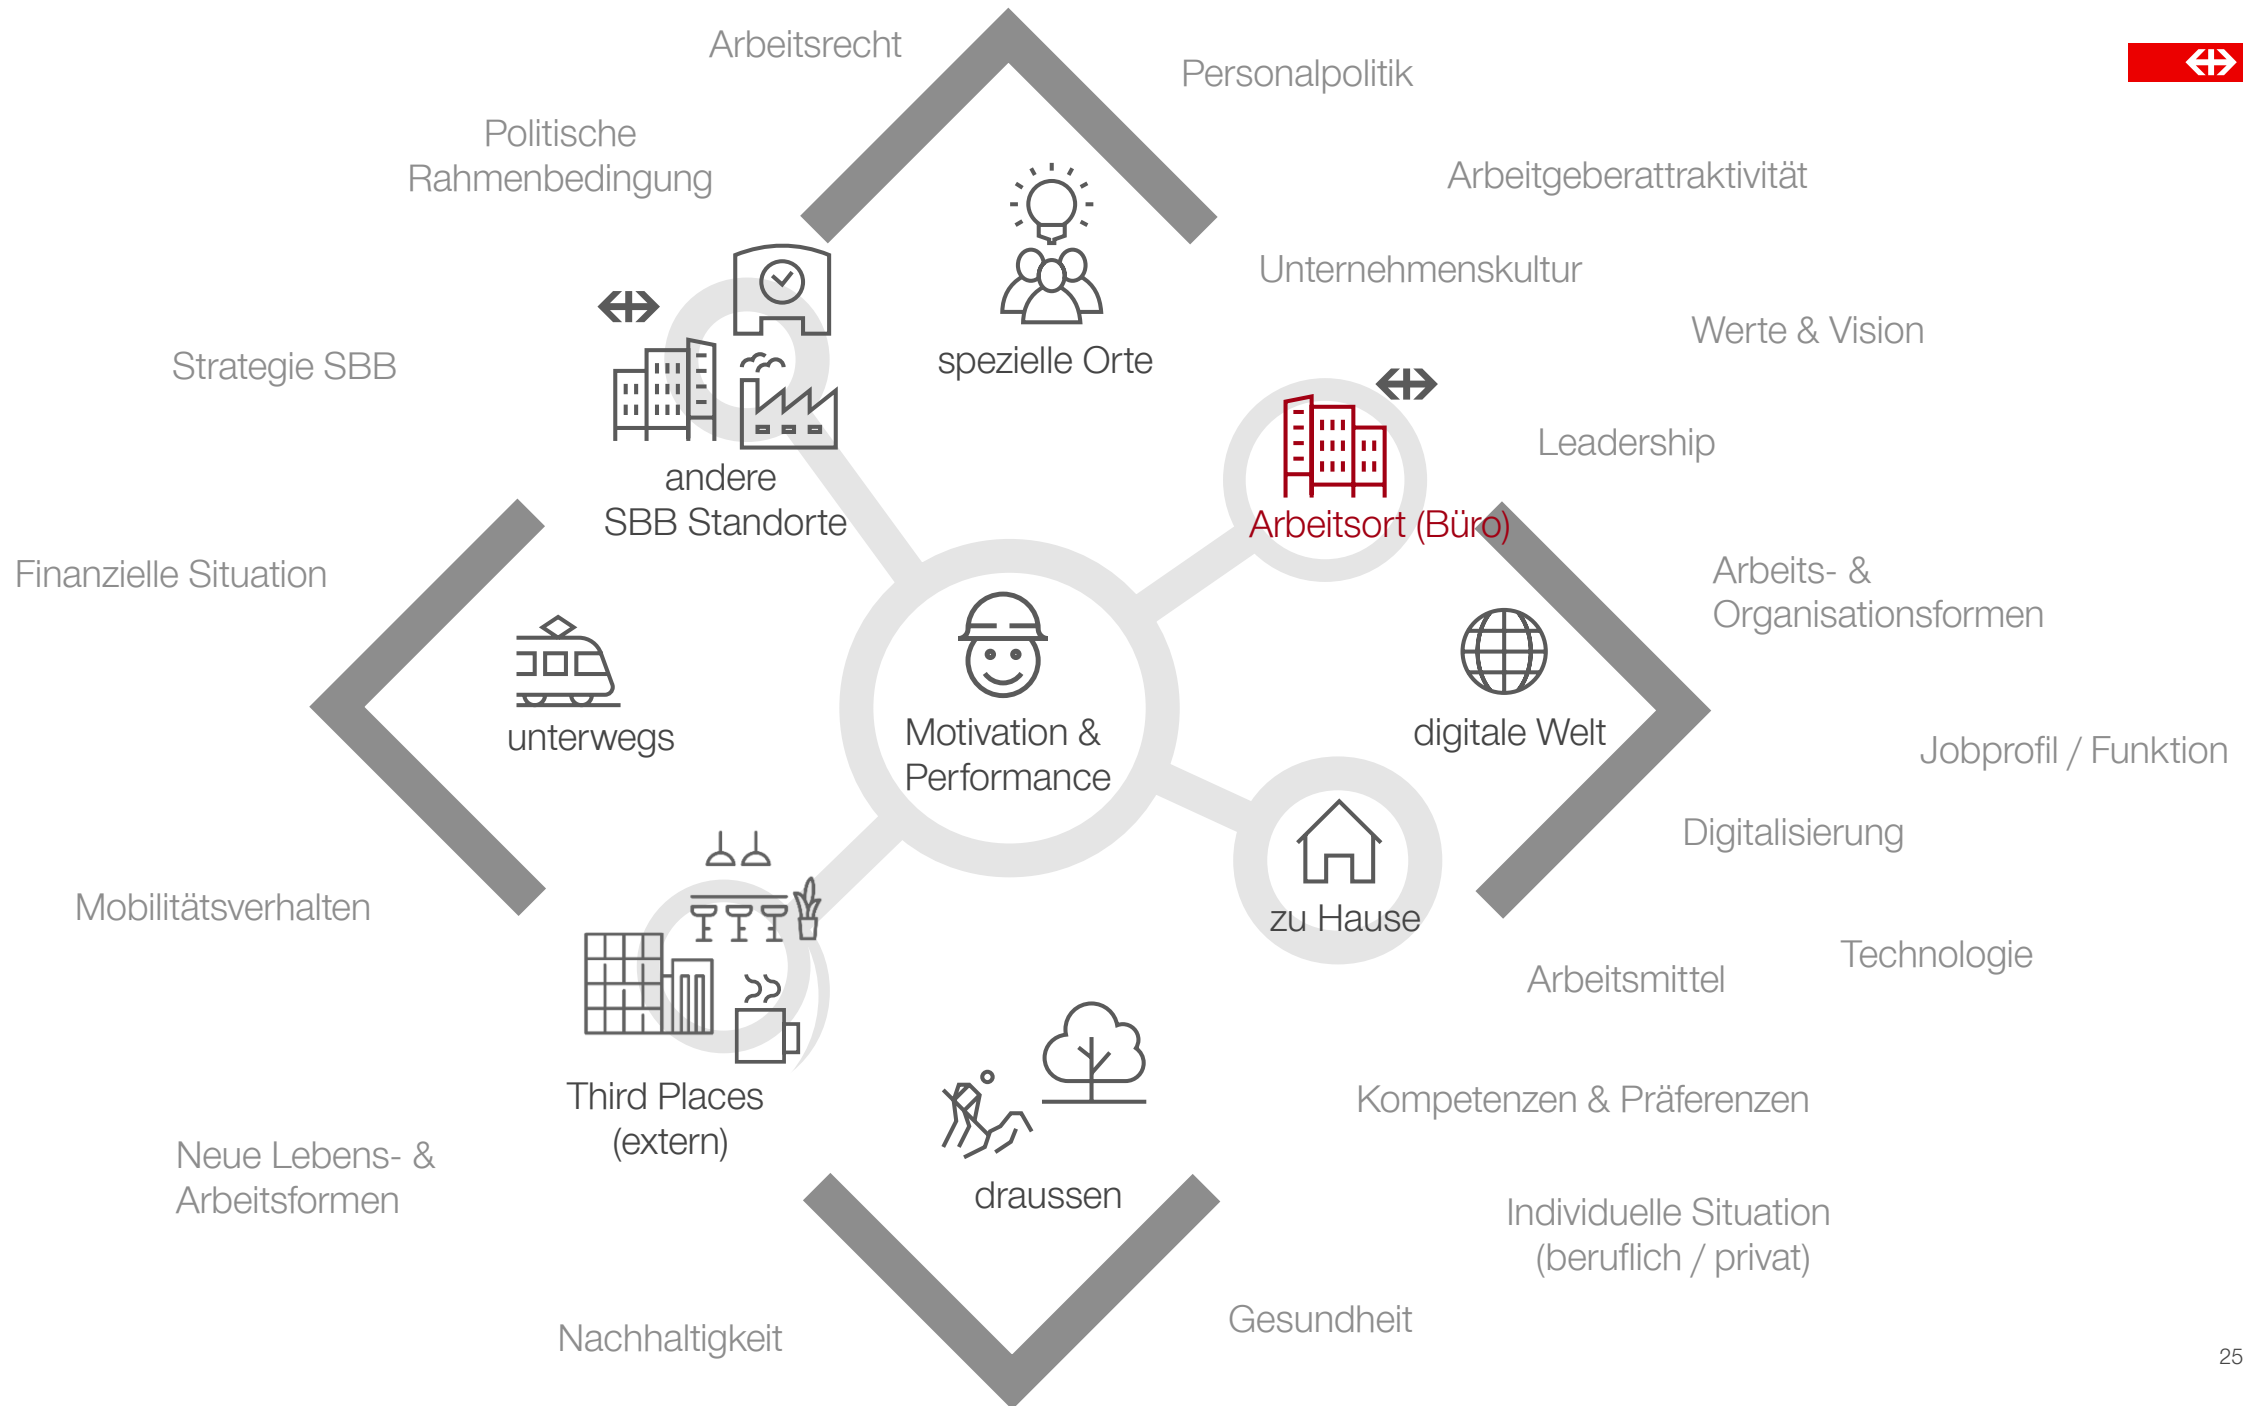 Arbeitsrecht
Personalpolitik
Politische
Rahmenbedingung
Arbeitgeberattraktivität
Unternehmenskultur
Werte & Vision
Strategie SBB
spezielle Orte
Leadership
andere
SBB Standorte
Arbeitsort (Büro)
Finanzielle Situation
Arbeits- &
Organisationsformen
unterwegs
Motivation &
Performance
digitale Welt
Jobprofil / Funktion
Digitalisierung
Mobilitätsverhalten
zu Hause
Technologie
Arbeitsmittel
Third Places
(extern)
Kompetenzen & Präferenzen
Neue Lebens- &
Arbeitsformen
draussen
Individuelle Situation
(beruflich / privat)
Nachhaltigkeit
Gesundheit
25